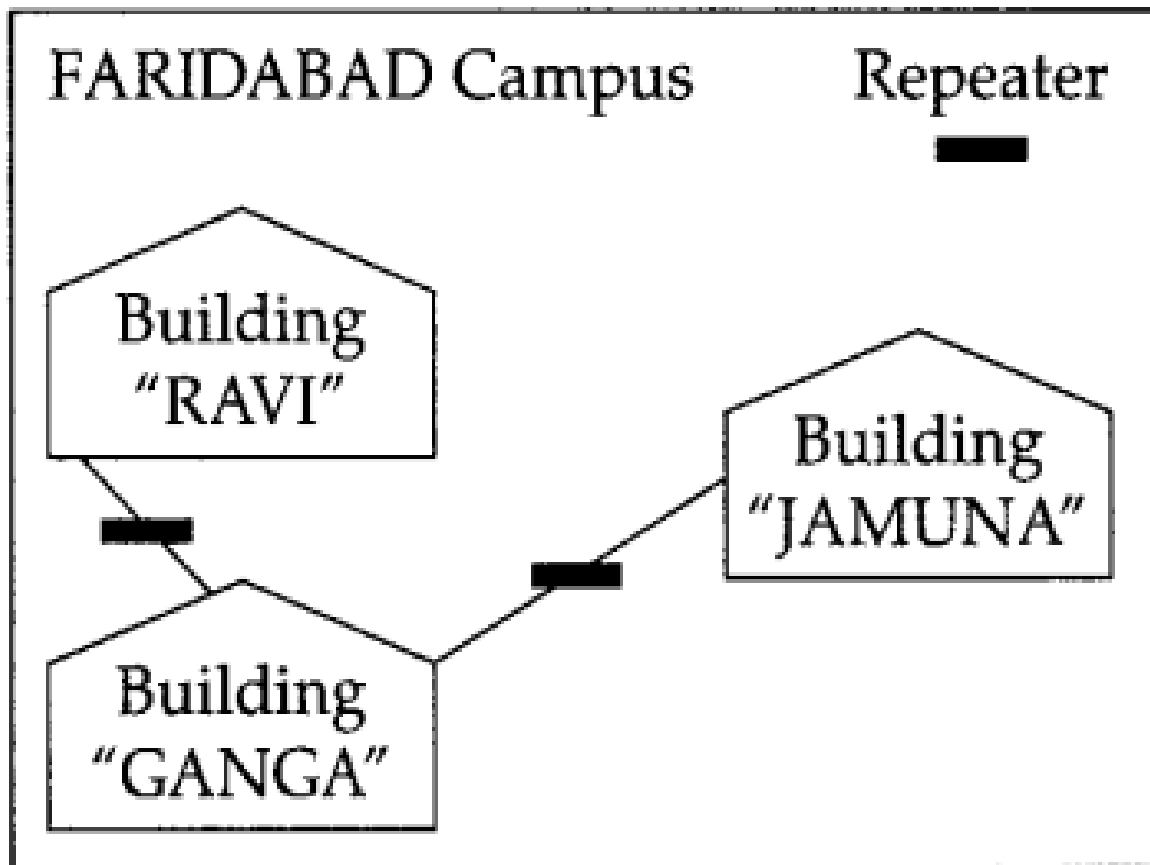 FARIDABAD Campus
Repeater
Building
“RAVI”
Building
“JAMUNA”
Building
“GANGA”